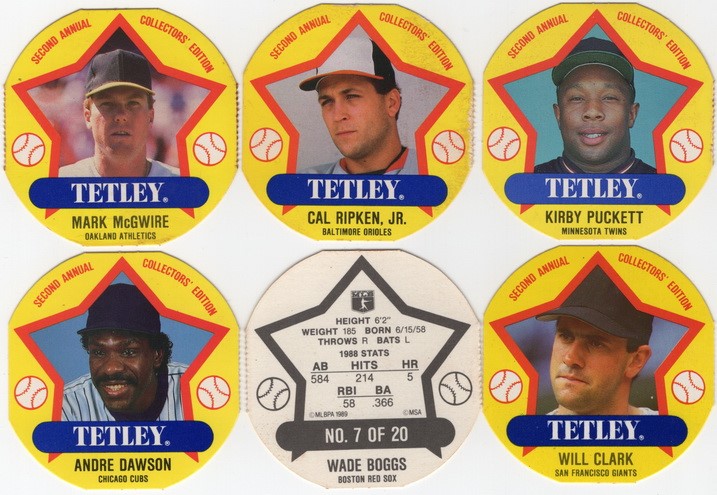 SECOND ANNUAL COLLECTORS' EDITION
TETLEY®
MARK McGWIRE
OAKLAND ATHLETICS
SECOND ANNUAL COLLECTORS' EDITION
TETLEY®
CAL RIPKEN, JR.
BALTIMORE ORIOLES
SECOND ANNUAL COLLECTORS' EDITION
TETLEY®
KIRBY PUCKETT
MINNESOTA TWINS
SECOND ANNUAL COLLECTORS' EDITION
TETLEY®
ANDRE DAWSON
CHICAGO CUBS
HEIGHT 6'2"
WEIGHT 185 BORN 6/15/58
THROWS R BATS L
1988 STATS
AB HITS HR
584 214 5
RBI BA
58 .366
©MLBPA 1989 ©MSA
NO. 7 OF 20
WADE BOGGS
BOSTON RED SOX
SECOND ANNUAL COLLECTORS' EDITION
TETLEY®
WILL CLARK
SAN FRANCISCO GIANTS